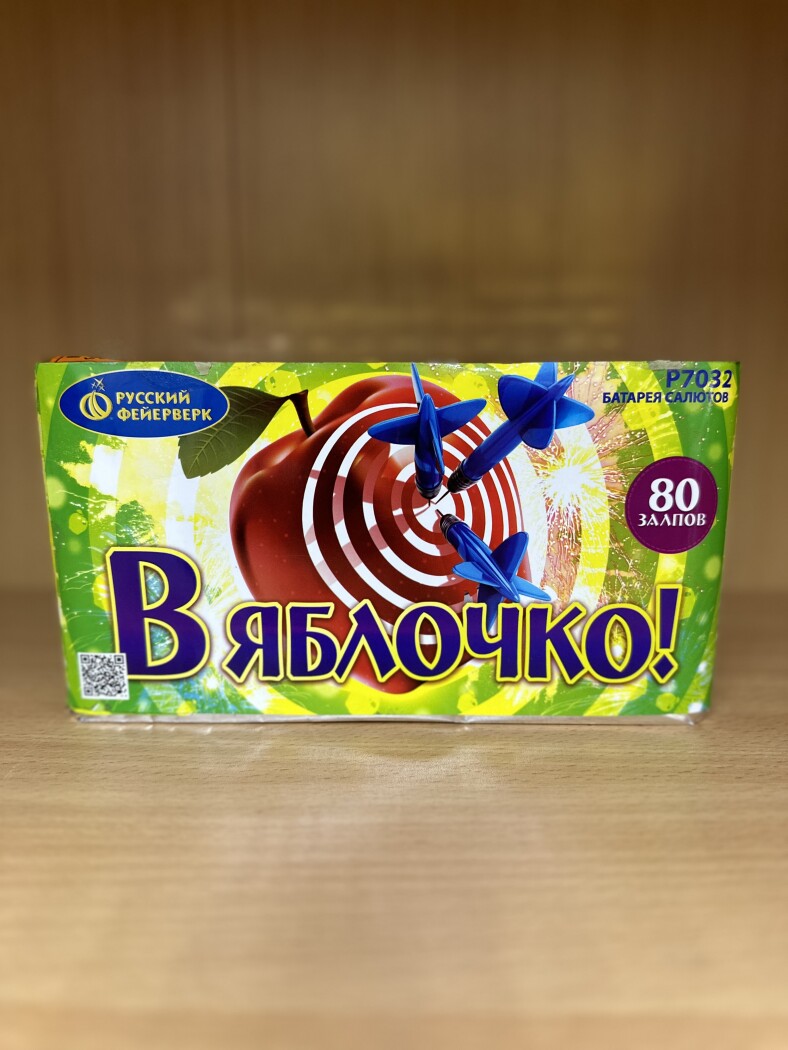 РУССКИЙ
ФЕЙЕРВЕРК
Р7032
БАТАРЕЯ САЛЮТОВ
80
ЗАЛПОВ
В ЯБЛОЧКО!